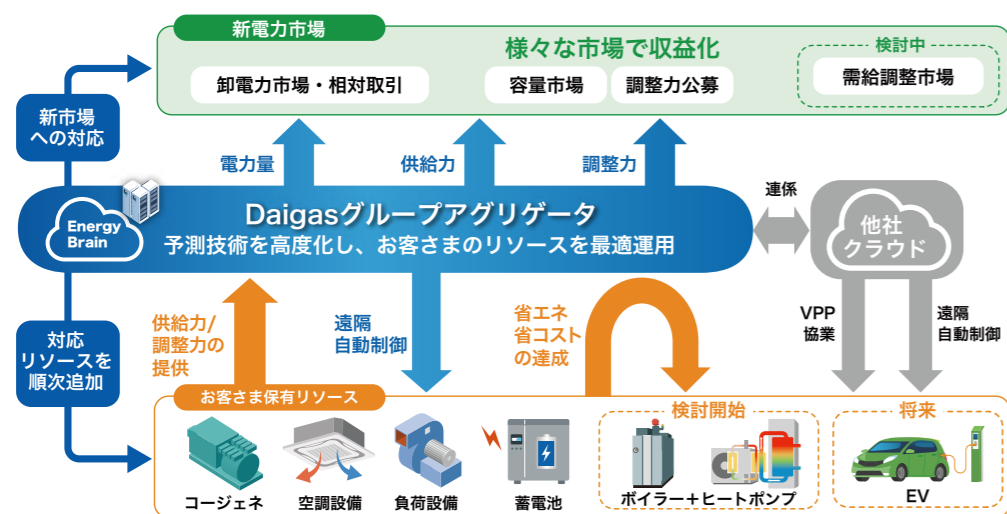 新電力市場
様々な市場で収益化
検討中
卸電力市場・相対取引
容量市場
調整力公募
需給調整市場
新市場
への対応
電力量
供給力
調整力
Energy
Brain
Daigasグループアグリゲータ
予測技術を高度化し、お客さまのリソースを最適運用
連係
他社
クラウド
対応
リソースを
順次追加
供給力/
調整力の
提供
遠隔
自動制御
省エネ
省コスト
の達成
VPP
協業
遠隔
自動制御
お客さま保有リソース
検討開始
将来
コージェネ
空調設備
負荷設備
蓄電池
ボイラー+ヒートポンプ
EV